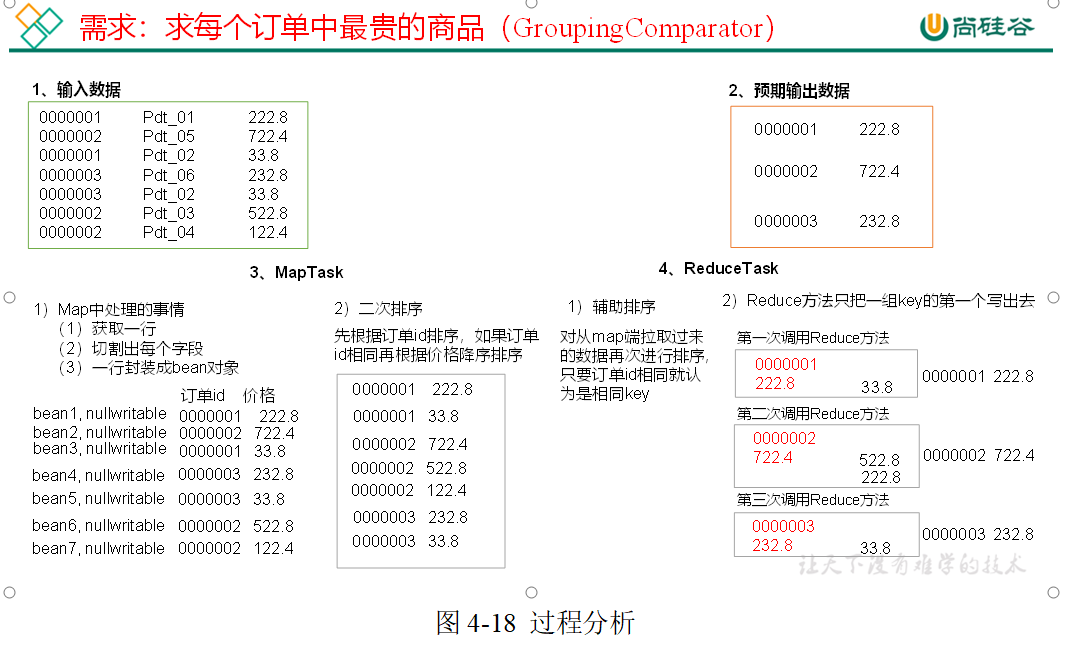 需求：求每个订单中最贵的商品（GroupingComparator）
尚硅谷
1、输入数据
0000001 Pdt_01 222.8
0000002 Pdt_05 722.4
0000001 Pdt_02 33.8
0000003 Pdt_06 232.8
0000003 Pdt_02 33.8
0000002 Pdt_03 522.8
0000002 Pdt_04 122.4
2、预期输出数据
0000001 222.8
0000002 722.4
0000003 232.8
3、MapTask
1）Map中处理的事情
（1）获取一行
（2）切割出每个字段
（3）一行封装成bean对象
订单id 价格
bean1, nullwritable 0000001 222.8
bean2, nullwritable 0000002 722.4
bean3, nullwritable 0000001 33.8
bean4, nullwritable 0000003 232.8
bean5, nullwritable 0000003 33.8
bean6, nullwritable 0000002 522.8
bean7, nullwritable 0000002 122.4
2）二次排序
先根据订单id排序，如果订单
id相同再根据价格降序排序
0000001 222.8
0000001 33.8
0000002 722.4
0000002 522.8
0000002 122.4
0000003 232.8
0000003 33.8
4、ReduceTask
1）辅助排序
对从map端拉取过来
的数据再次进行排序，
只要订单id相同就认
为是相同key
2）Reduce方法只把一组key的第一个写出去
第一次调用Reduce方法
0000001
222.8 33.8
0000001 222.8
第二次调用Reduce方法
0000002
722.4 522.8
222.8
0000002 722.4
第三次调用Reduce方法
0000003
232.8 33.8
0000003 232.8
让天下没有难学的技术
图 4-18 过程分析